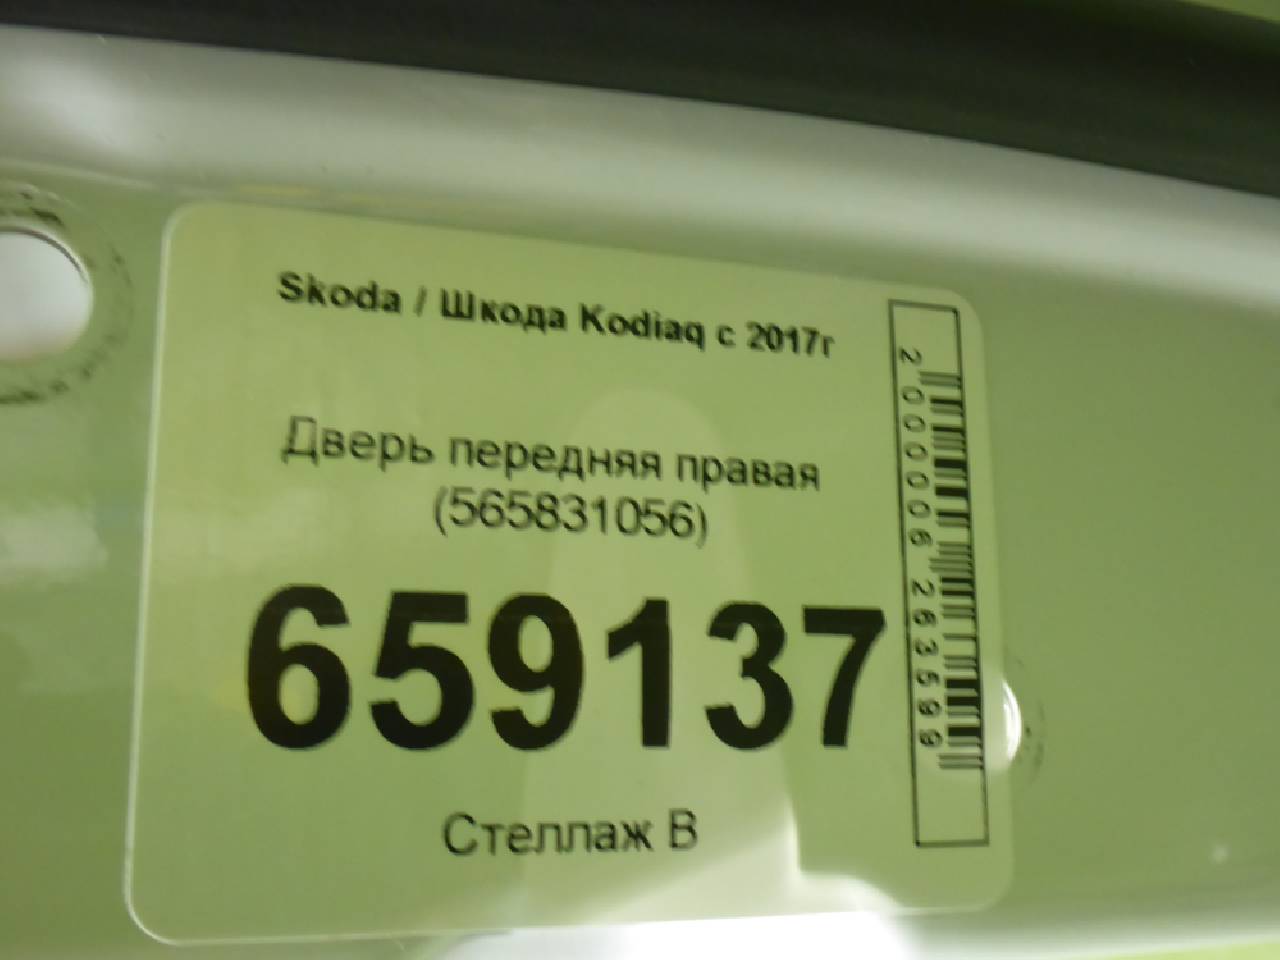 Skoda / Шкода Kodiaq с 2017г
Дверь передняя правая
(565831056)
659137
Стеллаж В
2000006263599